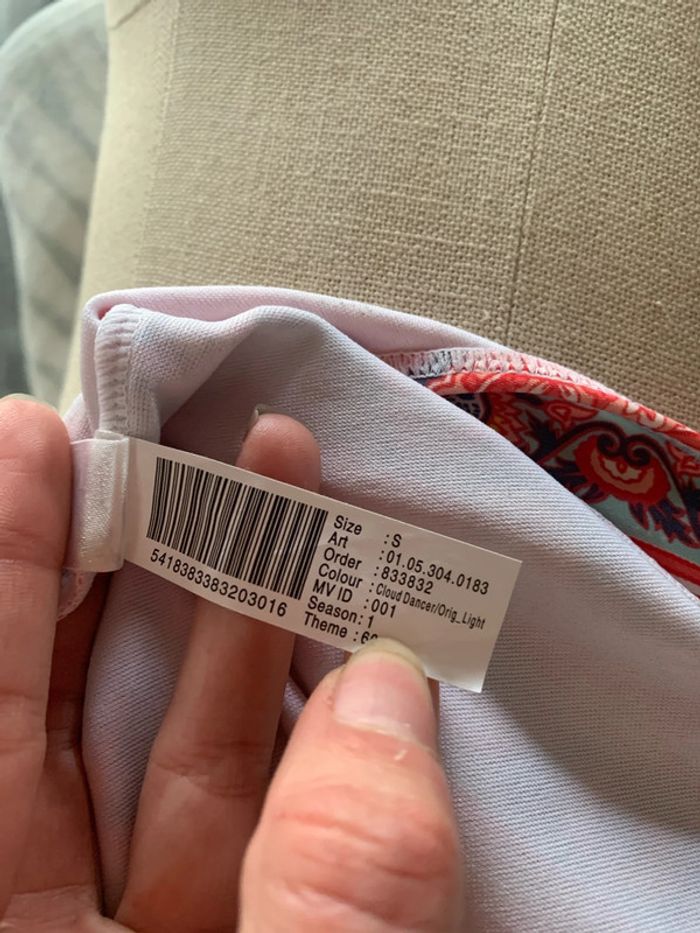 Size : S
Art : 01.05.304.0183
Order : 833832
Colour : Cloud Dancer/Orig_Light
MV ID : 001
Season: 1
Theme :
5418383383203016